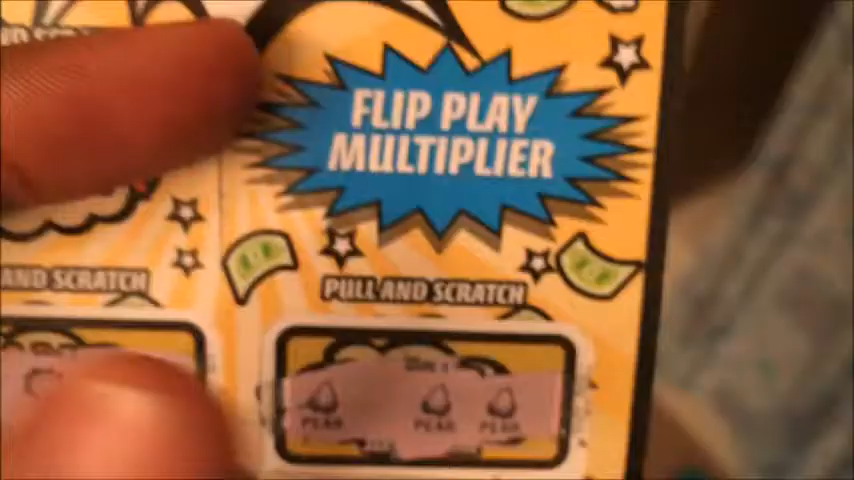 FLIP PLAY
MULTIPLIER
AND SCRATCH
PULL AND SCRATCH
PEAR PEAR PEAR